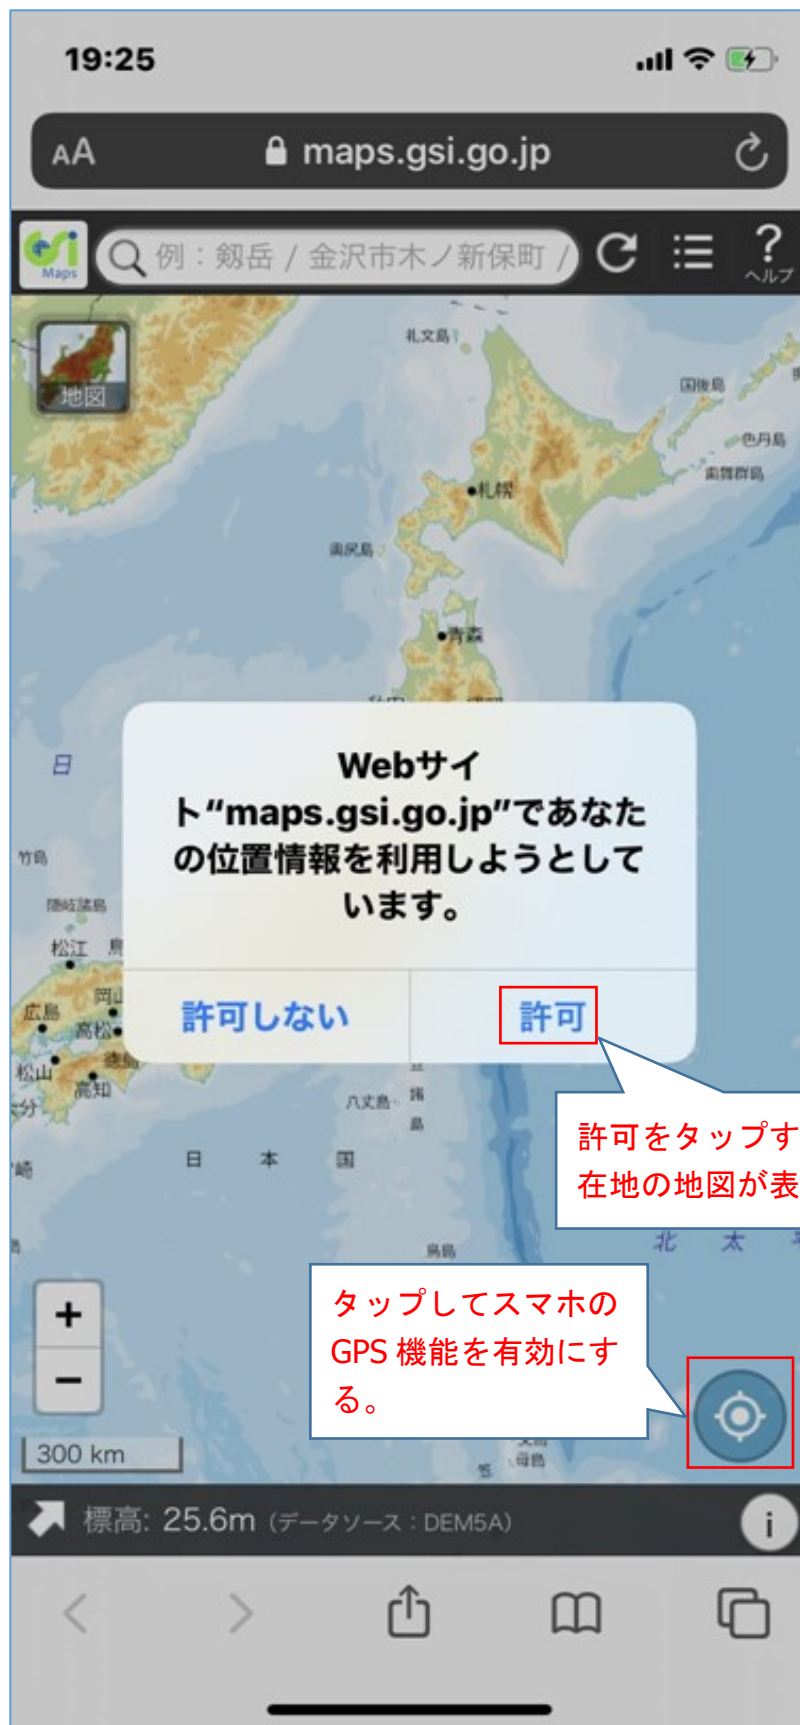 19:25
AA
maps.gsi.go.jp
GSI
Maps
例：剱岳 / 金沢市木ノ新保町 /
?
ヘルプ
地図
礼文島
国後島
色丹島
歯舞群島
札幌
奥尻島
青森
日
竹島
隠岐諸島
松江
Webサイ
ト“maps.gsi.go.jp”であなた
の位置情報を利用しようとして
います。
許可しない
許可
広島
岡山
高松
徳島
松山
高知
八丈島
日 本 国
鳥島
許可をタップす
在地の地図が表
北 太
タップしてスマホの
GPS 機能を有効にす
る。
+
−
300 km
母島
標高: 25.6m (データソース：DEM5A)
i